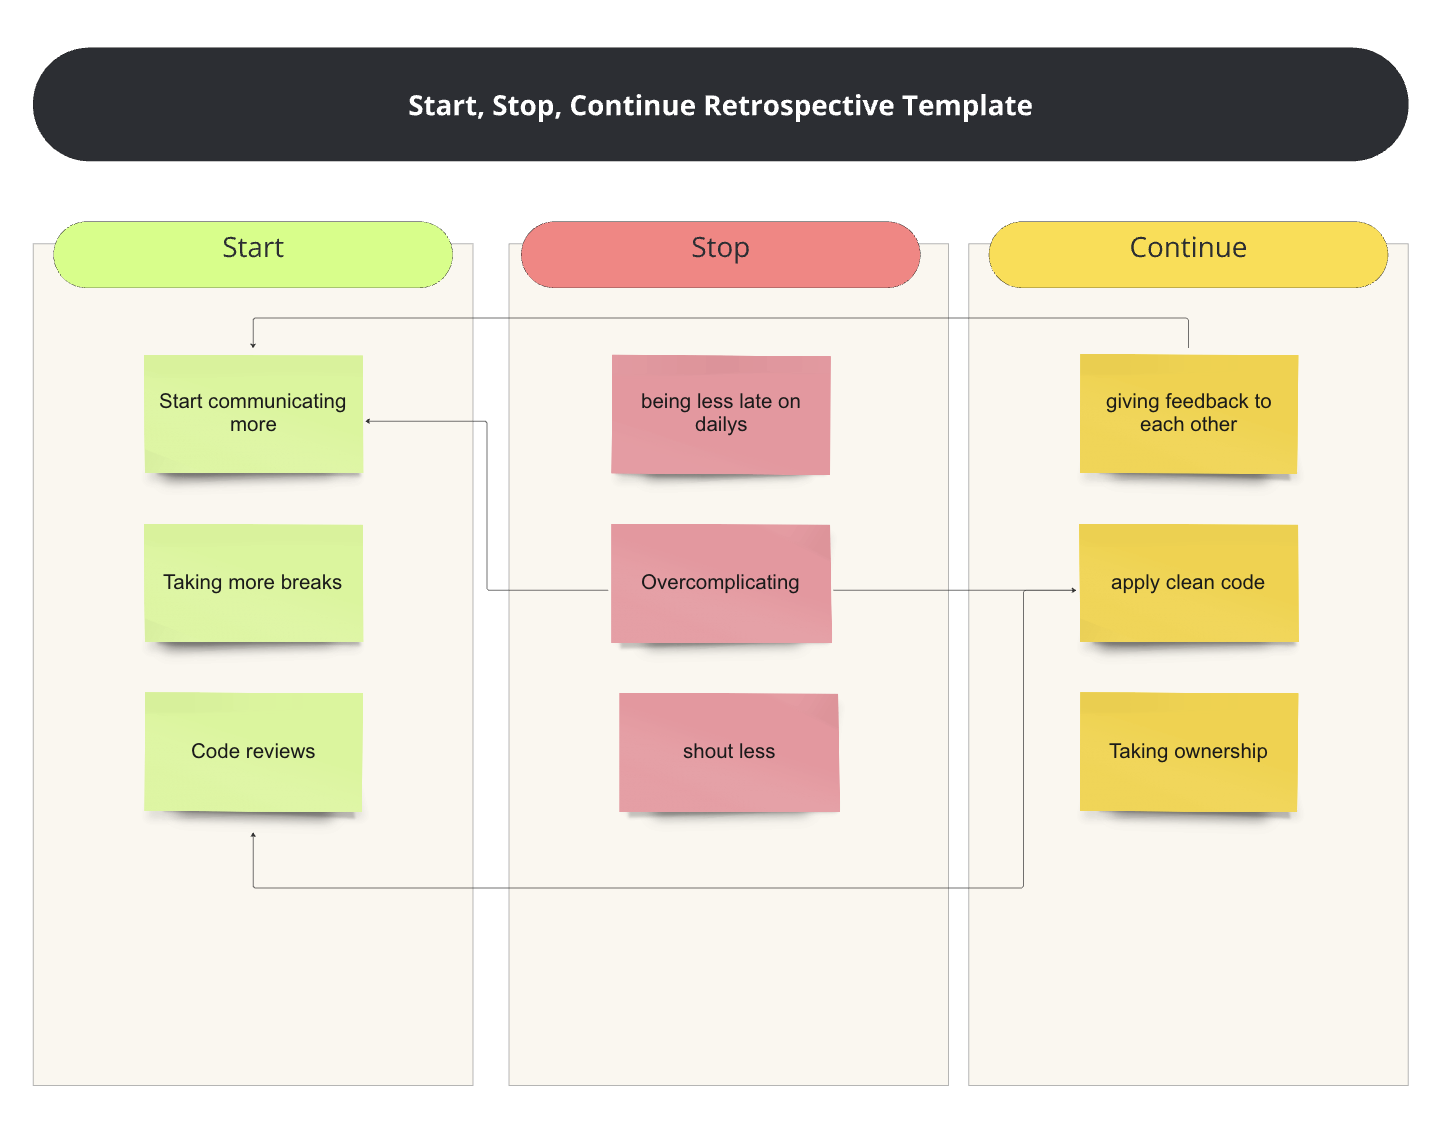 Start, Stop, Continue Retrospective Template
Start
Stop
Continue
Start communicating
more
being less late on
dailys
giving feedback to
each other
Taking more breaks
Overcomplicating
apply clean code
Code reviews
shout less
Taking ownership